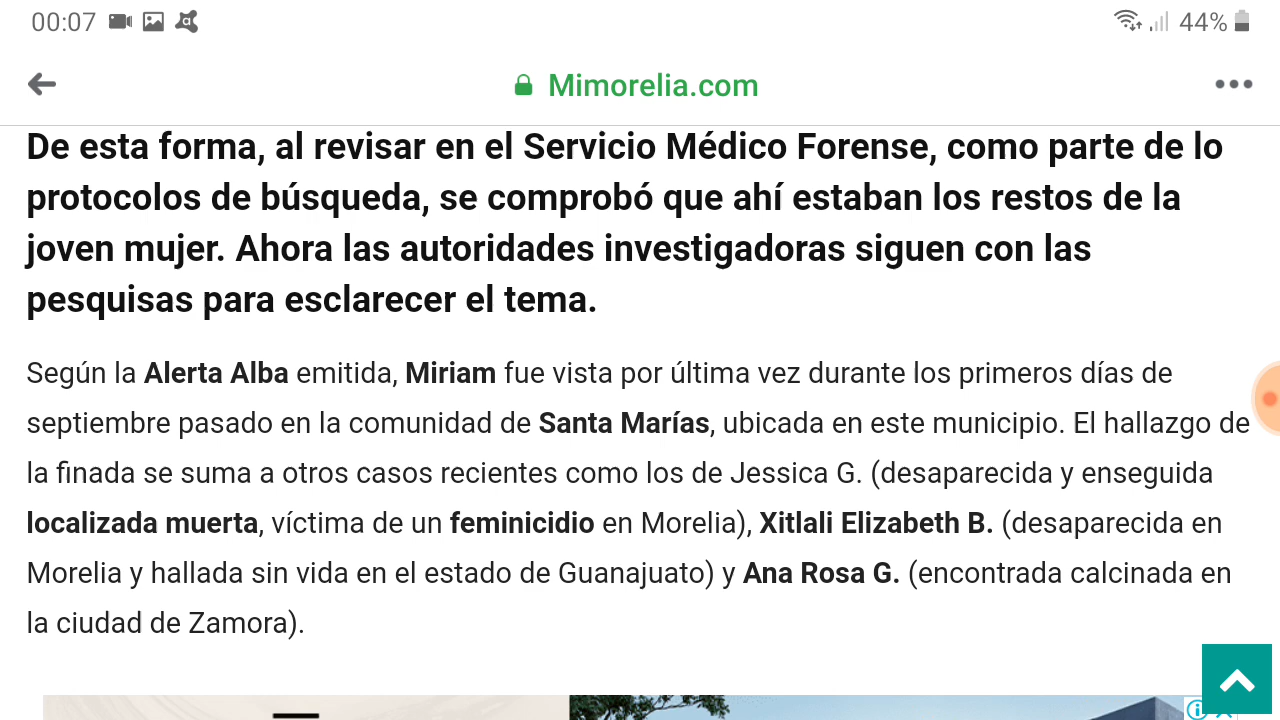 00:07
44%
Mimorelia.com
De esta forma, al revisar en el Servicio Médico Forense, como parte de lo
protocolos de búsqueda, se comprobó que ahí estaban los restos de la
joven mujer. Ahora las autoridades investigadoras siguen con las
pesquisas para esclarecer el tema.
Según la Alerta Alba emitida, Miriam fue vista por última vez durante los primeros días de
septiembre pasado en la comunidad de Santa Marías, ubicada en este municipio. El hallazgo de
la finada se suma a otros casos recientes como los de Jessica G. (desaparecida y enseguida
localizada muerta, víctima de un feminicidio en Morelia), Xitlali Elizabeth B. (desaparecida en
Morelia y hallada sin vida en el estado de Guanajuato) y Ana Rosa G. (encontrada calcinada en
la ciudad de Zamora).